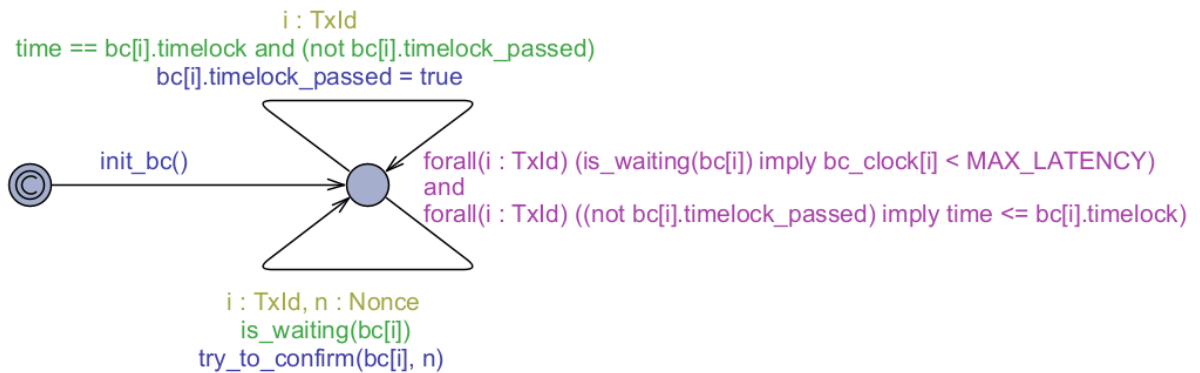 i : TxId
time == bc[i].timelock and (not bc[i].timelock_passed)
bc[i].timelock_passed = true
C
init_bc()
forall(i : TxId) (is_waiting(bc[i]) imply bc_clock[i] < MAX_LATENCY)
and
forall(i : TxId) ((not bc[i].timelock_passed) imply time <= bc[i].timelock)
i : TxId, n : Nonce
is_waiting(bc[i])
try_to_confirm(bc[i], n)